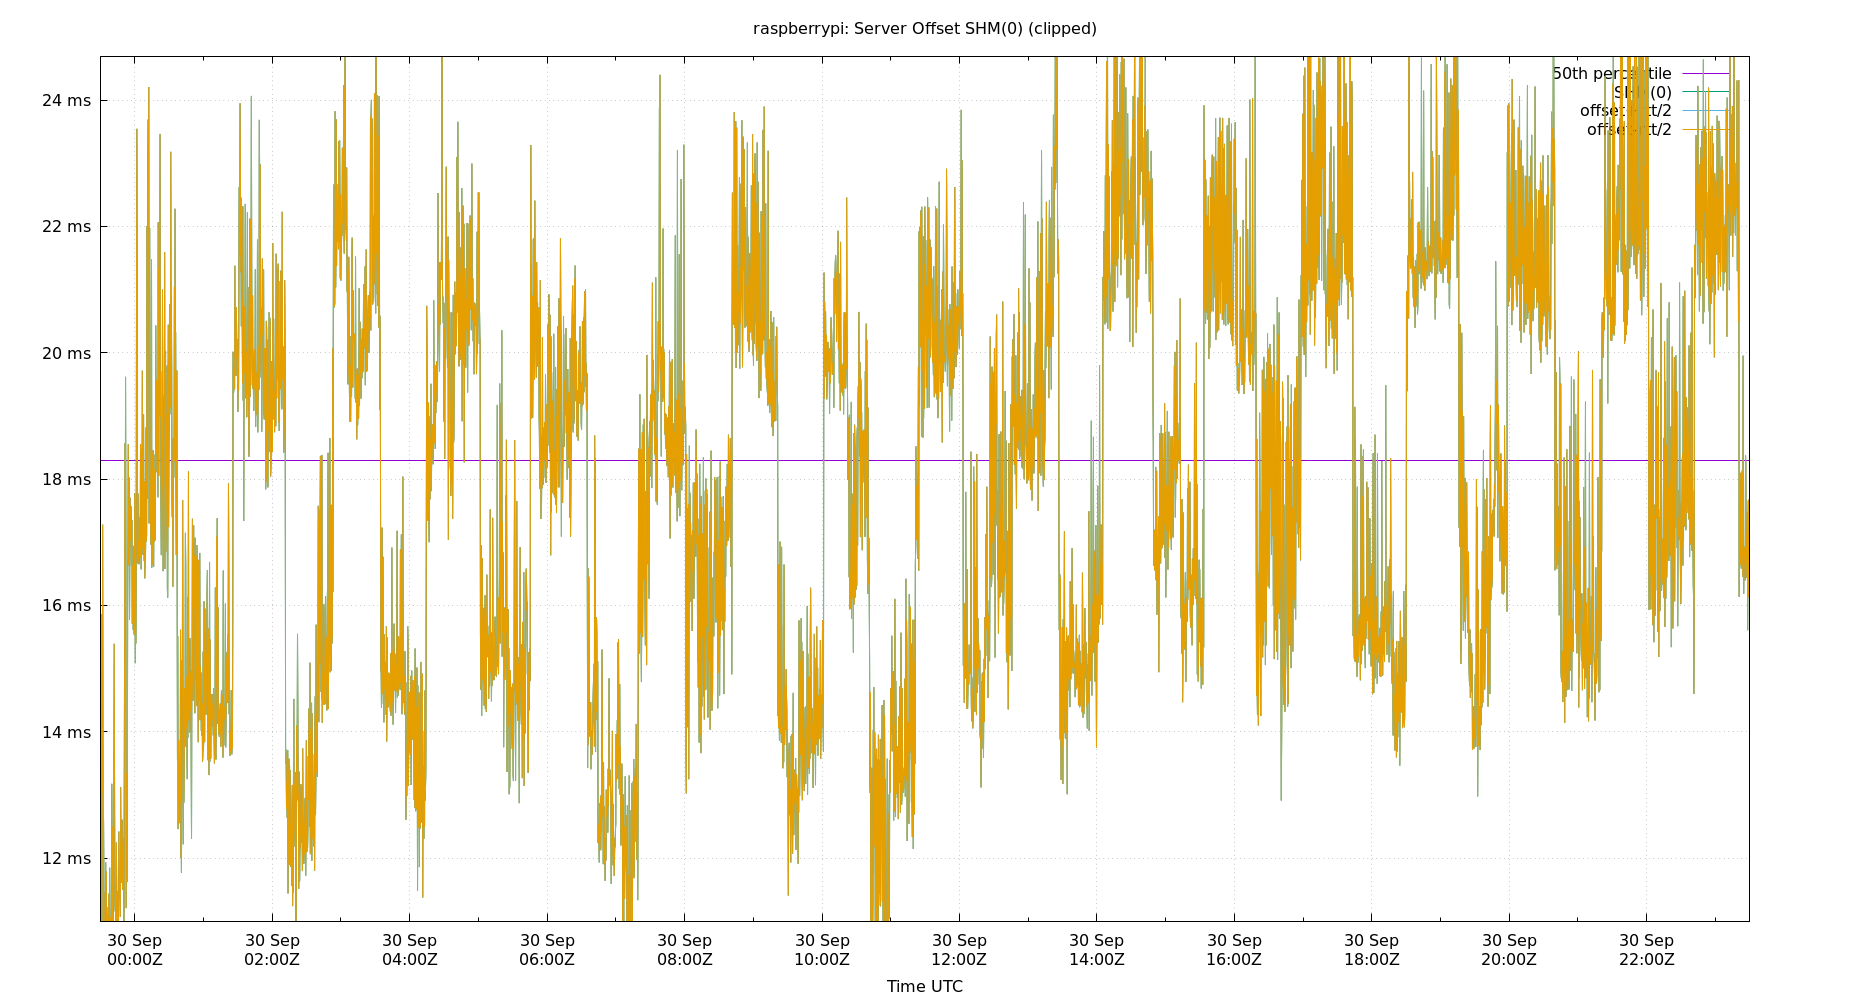 raspberrypi: Server Offset SHM(0) (clipped)
24 ms
22 ms
20 ms
18 ms
16 ms
14 ms
12 ms
50th percentile
SHM(0)
offset+rtt/2
offset-rtt/2
30 Sep 30 Sep 30 Sep 30 Sep 30 Sep 30 Sep 30 Sep 30 Sep 30 Sep 30 Sep 30 Sep 30 Sep
00:00Z 02:00Z 04:00Z 06:00Z 08:00Z 10:00Z 12:00Z 14:00Z 16:00Z 18:00Z 20:00Z 22:00Z
Time UTC